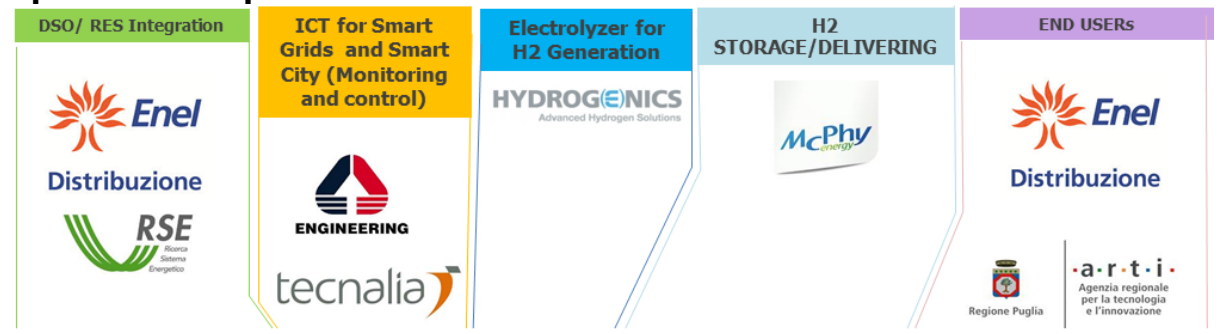 DSO/ RES Integration
Enel
Distribuzione
RSE
Ricerca
Sistema
Energetico
ICT for Smart
Grids and Smart
City (Monitoring
and control)
ENGINEERING
tecnalia
Electrolyzer for
H2 Generation
HYDROGENICS
Advanced Hydrogen Solutions
H2
STORAGE/DELIVERING
McPhy
energy
END USERs
Enel
Distribuzione
Regione Puglia
·a·r·t·i·
Agenzia regionale
per la tecnologia
e l'innovazione